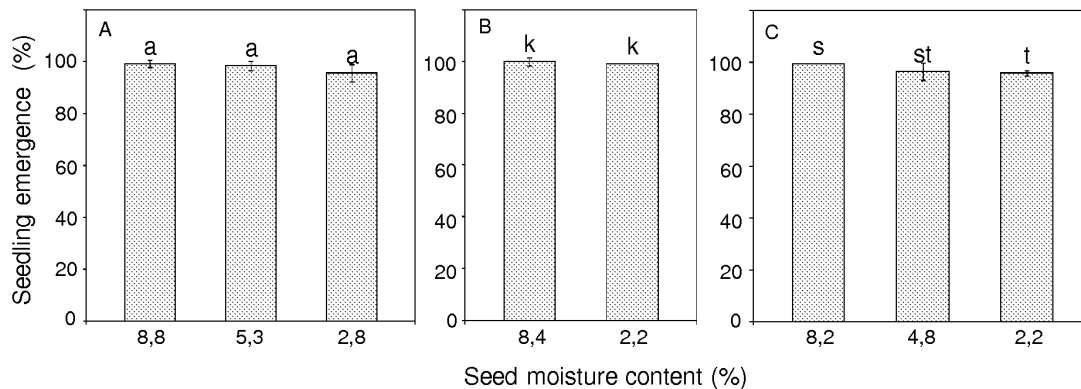 A
a a a
B
k k
C
s st t
Seedling emergence (%)
100
80
60
40
20
0
100
80
60
40
20
0
100
80
60
40
20
0
8,8 5,3 2,8
8,4 2,2
8,2 4,8 2,2
Seed moisture content (%)